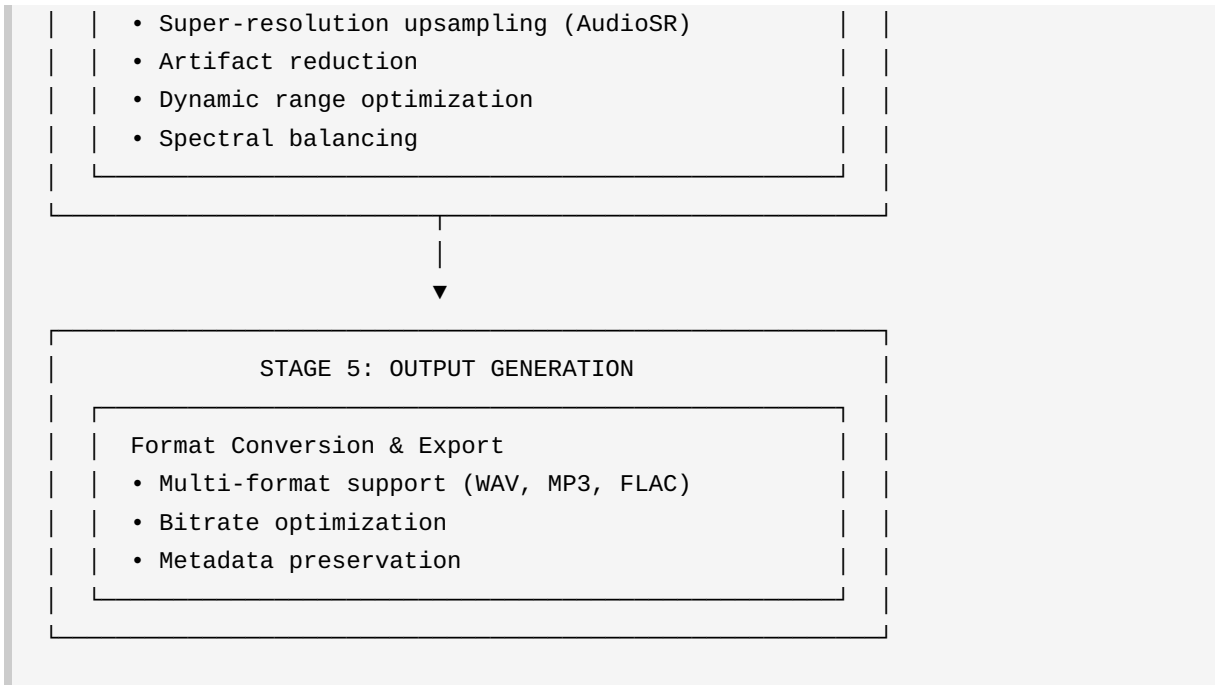 • Super-resolution upsampling (AudioSR)
• Artifact reduction
• Dynamic range optimization
• Spectral balancing
STAGE 5: OUTPUT GENERATION
Format Conversion & Export
• Multi-format support (WAV, MP3, FLAC)
• Bitrate optimization
• Metadata preservation